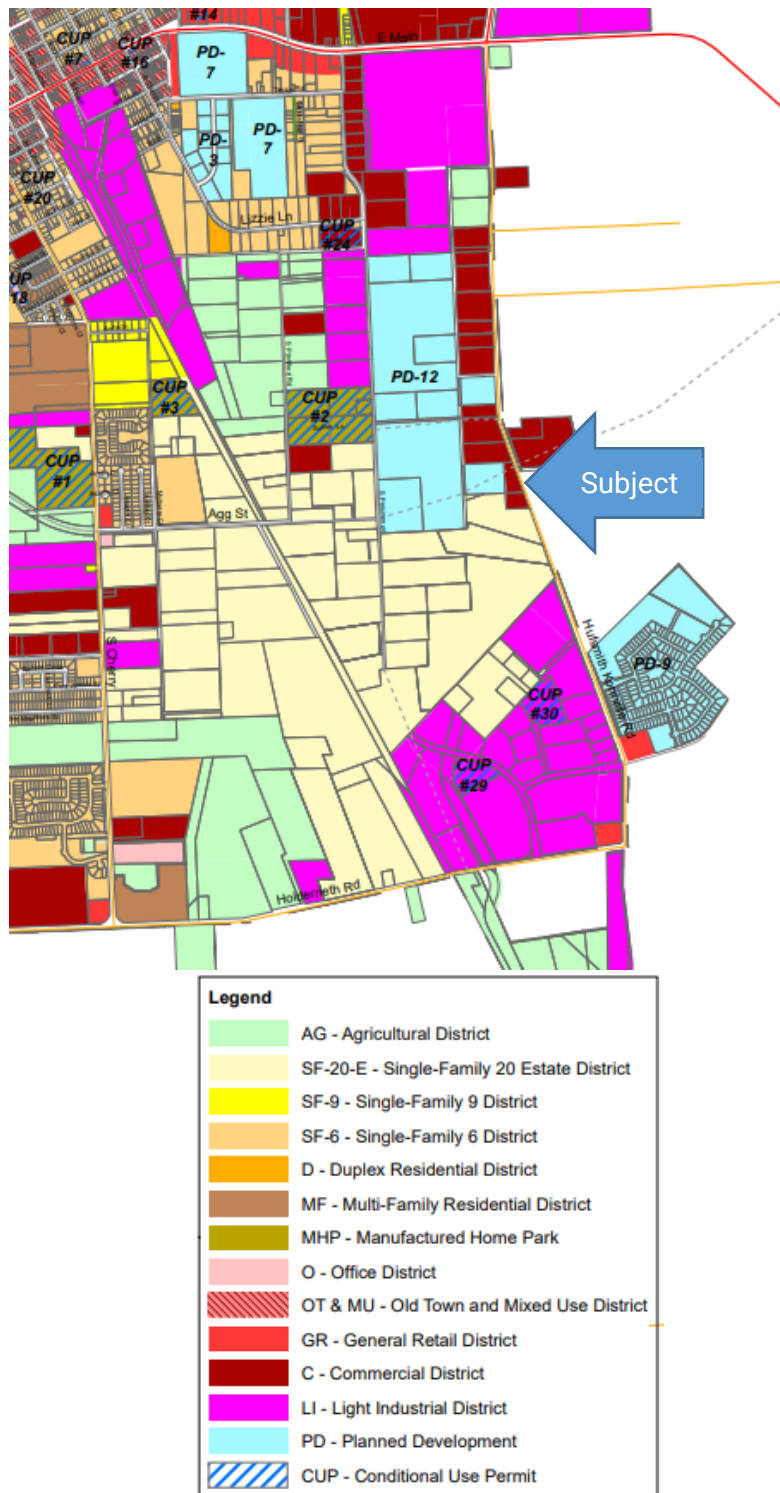 #14
E Main
CUP
#7
CUP
#16
PD-
7
PD-
3
PD-
7
CUP
#20
Lizzie Ln
CUP
#24
UP
18
PD-12
CUP
#3
CUP
#2
CUP
#1
Subject
Agg St
S Cherry
Hufsmith Kohrville Rd
PD-9
CUP
#30
CUP
#29
Holderrieth Rd
Legend
AG - Agricultural District
SF-20-E - Single-Family 20 Estate District
SF-9 - Single-Family 9 District
SF-6 - Single-Family 6 District
D - Duplex Residential District
MF - Multi-Family Residential District
MHP - Manufactured Home Park
O - Office District
OT & MU - Old Town and Mixed Use District
GR - General Retail District
C - Commercial District
LI - Light Industrial District
PD - Planned Development
CUP - Conditional Use Permit